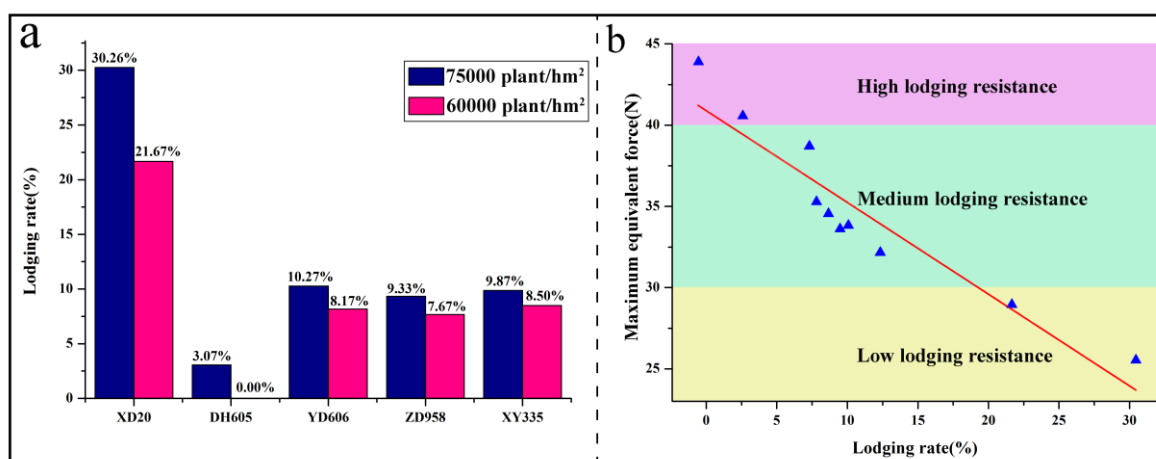 a
Lodging rate(%)
30
25
20
15
10
5
0
30.26%
21.67%
3.07%
0.00%
10.27%
8.17%
9.33%
7.67%
9.87%
8.50%
75000 plant/hm²
60000 plant/hm²
XD20
DH605
YD606
ZD958
XY335
b
Maximum equivalent force(N)
45
40
35
30
25
High lodging resistance
Medium lodging resistance
Low lodging resistance
0
5
10
15
20
25
30
Lodging rate(%)